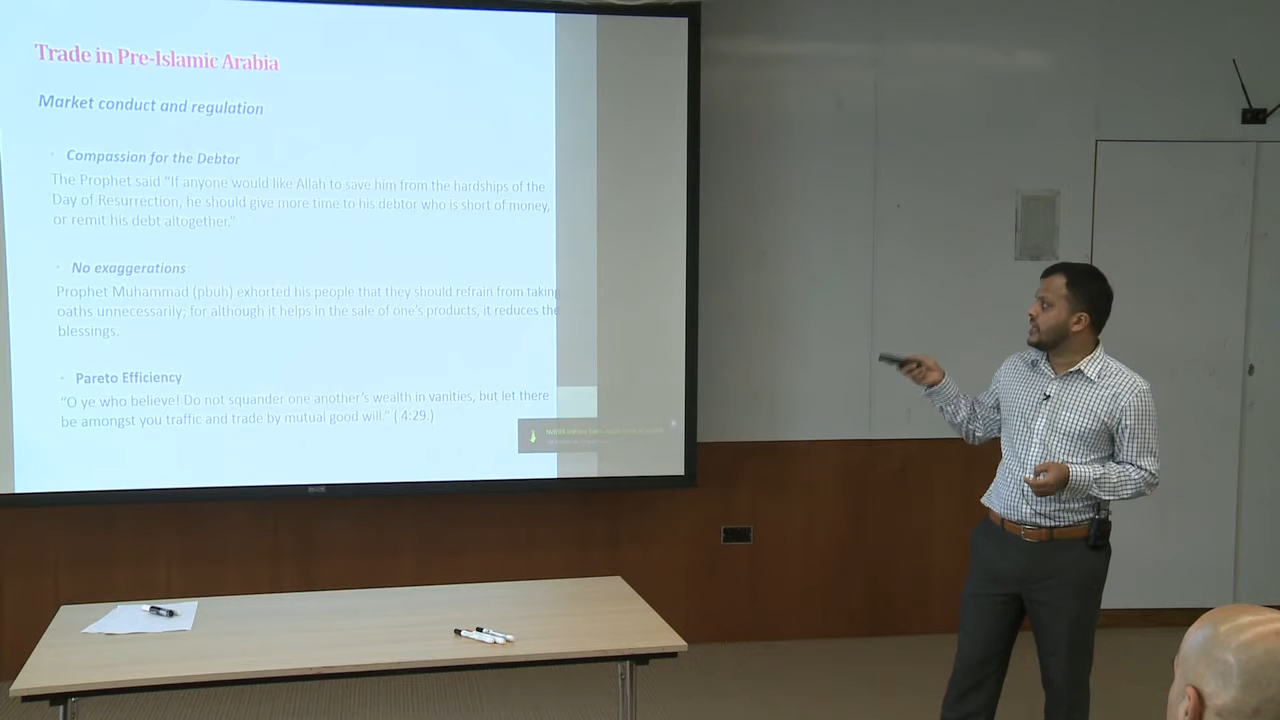 Trade in Pre-Islamic Arabia
Market conduct and regulation
· Compassion for the Debtor
The Prophet said "If anyone would like Allah to save him from the hardships of the
Day of Resurrection, he should give more time to his debtor who is short of money,
or remit his debt altogether."
· No exaggerations
Prophet Muhammad (pbuh) exhorted his people that they should refrain from taking
oaths unnecessarily; for although it helps in the sale of one's products, it reduces the
blessings.
· Pareto Efficiency
"O ye who believe! Do not squander one another's wealth in vanities, but let there
be amongst you traffic and trade by mutual good will." ( 4:29.)